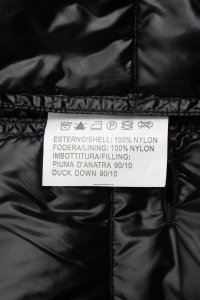 ESTERNO/SHELL: 100% NYLON
FODERA/LINING: 100% NYLON
IMBOTTITURA/FILLING:
PIUMA D'ANATRA 90/10
DUCK DOWN 90/10